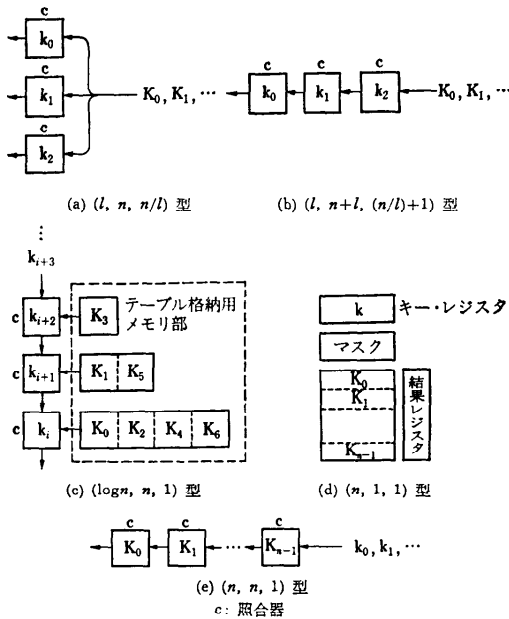 c
k₀
c
k₁
c
k₂
K₀, K₁, …
(a) (l, n, n/l) 型
c
k₀
c
k₁
c
k₂
K₀, K₁, …
(b) (l, n+l, (n/l)+1) 型
⋮
kᵢ₊₃
c
kᵢ₊₂
K₃
テーブル格納用
メモリ部
c
kᵢ₊₁
K₁
K₅
c
kᵢ
K₀
K₂
K₄
K₆
(c) (logn, n, 1) 型
k
キー・レジスタ
マスク
K₀
K₁
Kₙ₋₁
結果レジスタ
(d) (n, 1, 1) 型
c
K₀
c
K₁
…
c
Kₙ₋₁
k₀, k₁, …
(e) (n, n, 1) 型
c: 照合器